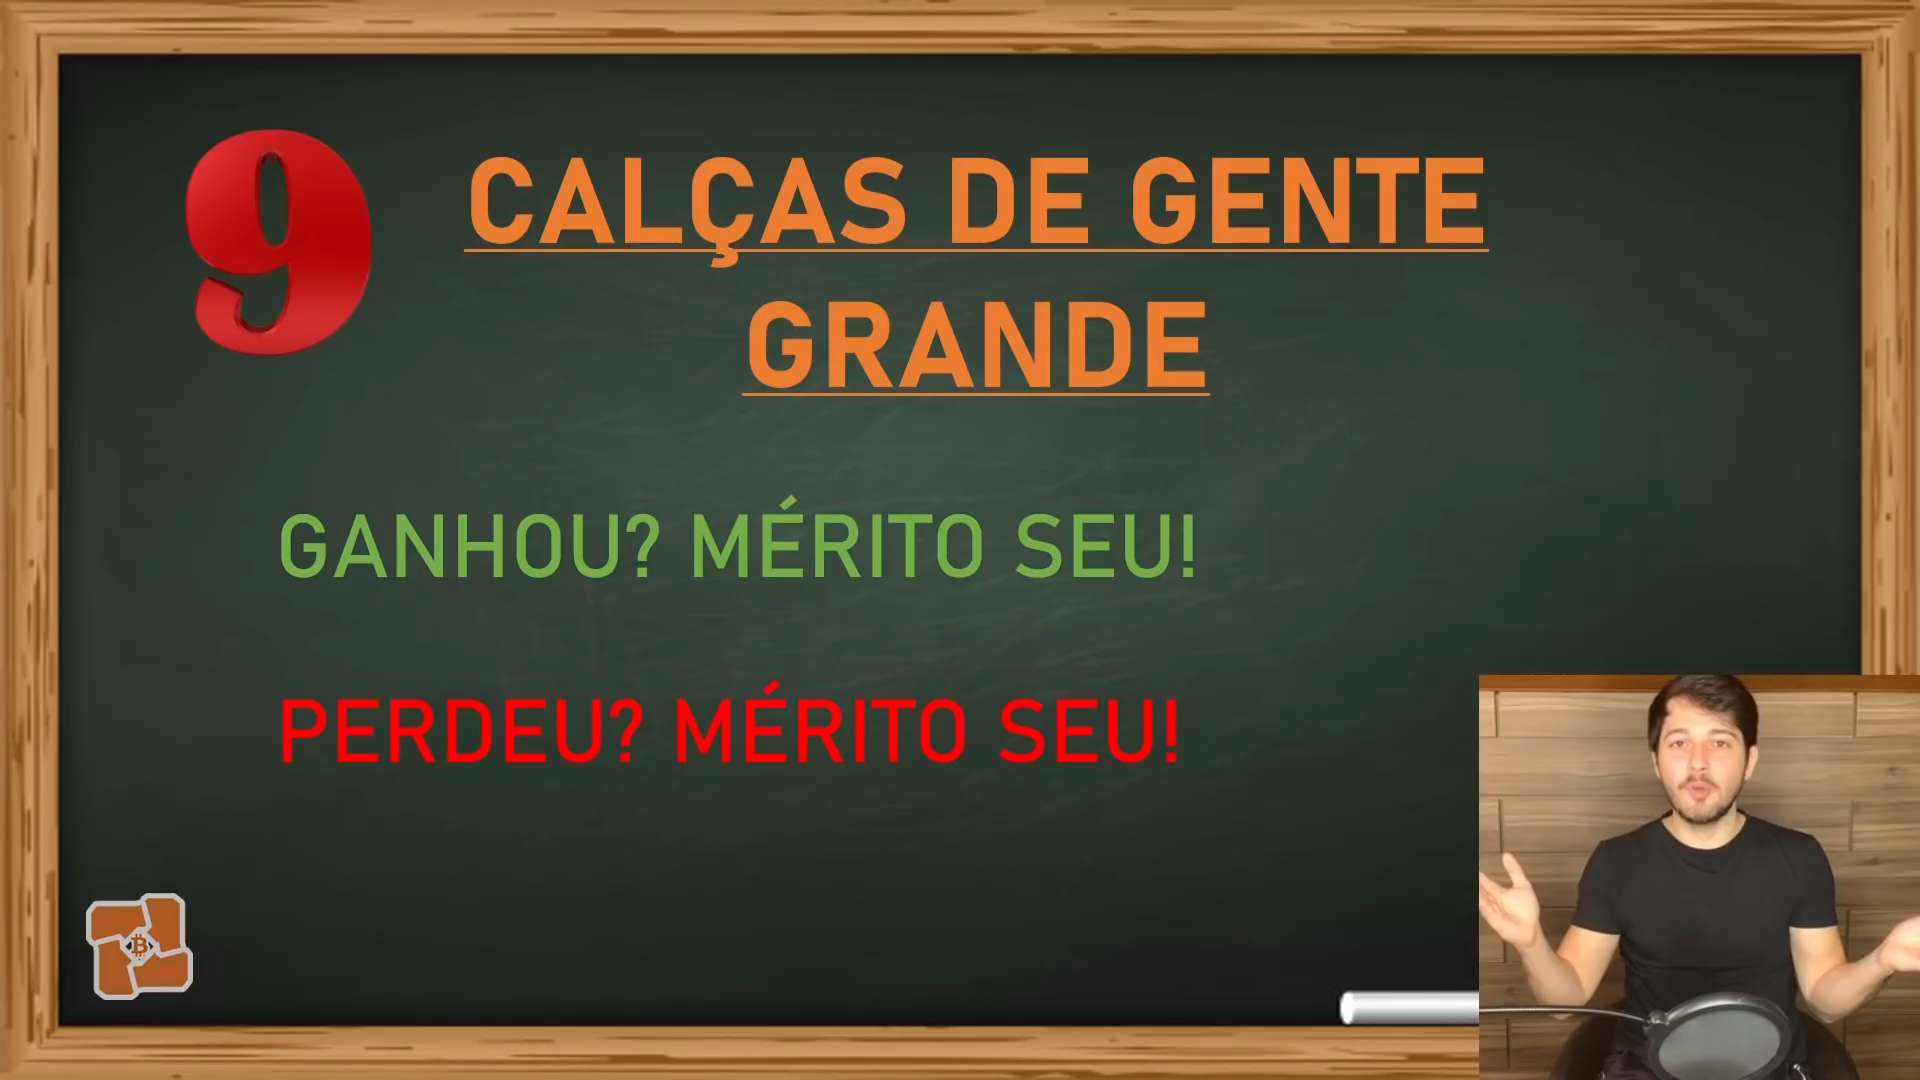 9
CALÇAS DE GENTE
GRANDE
GANHOU? MÉRITO SEU!
PERDEU? MÉRITO SEU!